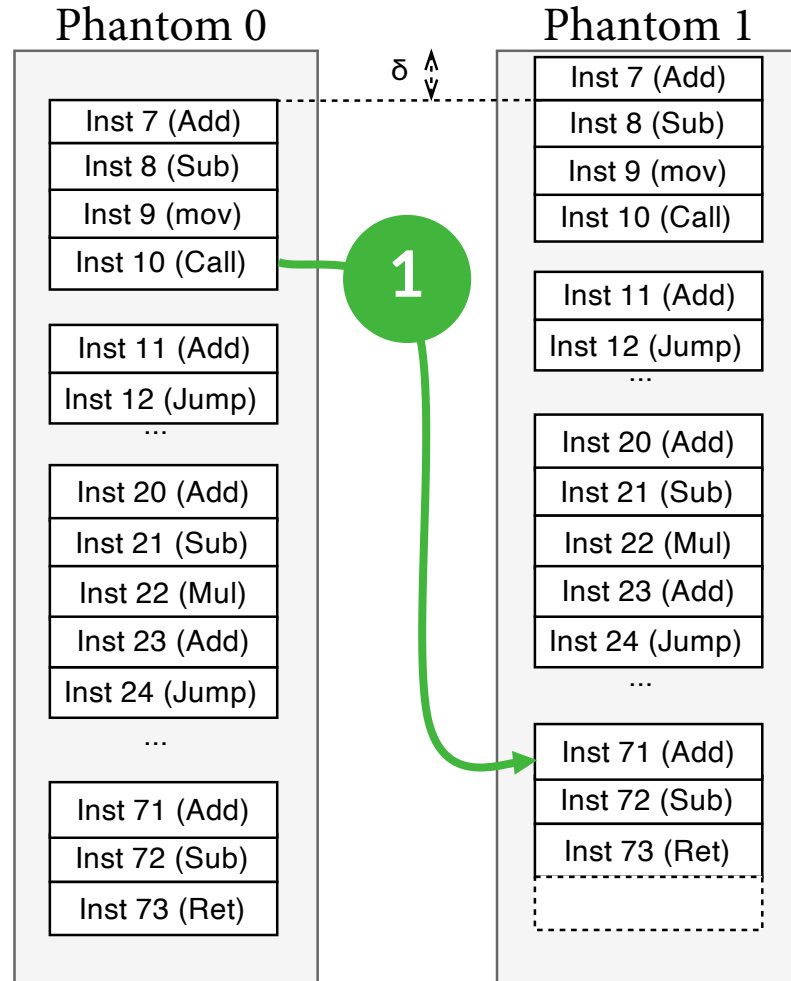 Phantom 0
Inst 7 (Add)
Inst 8 (Sub)
Inst 9 (mov)
Inst 10 (Call)
Inst 11 (Add)
Inst 12 (Jump)
...
Inst 20 (Add)
Inst 21 (Sub)
Inst 22 (Mul)
Inst 23 (Add)
Inst 24 (Jump)
...
Inst 71 (Add)
Inst 72 (Sub)
Inst 73 (Ret)
δ
1
Phantom 1
Inst 7 (Add)
Inst 8 (Sub)
Inst 9 (mov)
Inst 10 (Call)
Inst 11 (Add)
Inst 12 (Jump)
...
Inst 20 (Add)
Inst 21 (Sub)
Inst 22 (Mul)
Inst 23 (Add)
Inst 24 (Jump)
...
Inst 71 (Add)
Inst 72 (Sub)
Inst 73 (Ret)